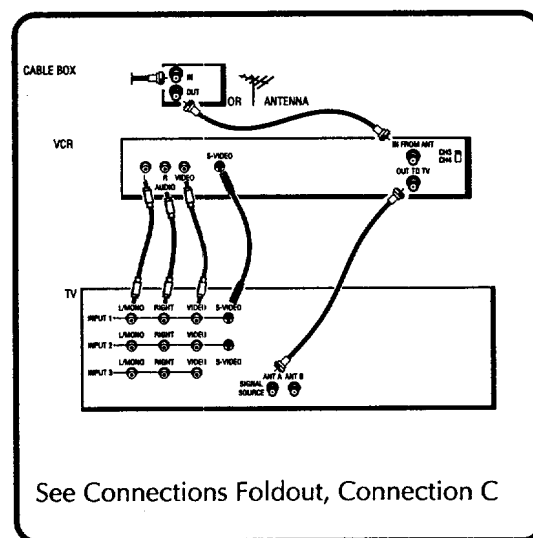 CABLE BOX
IN
OUT
OR ANTENNA
VCR
IN FROM ANT
CH3
CH4
S-VIDEO
R VIDEO
AUDIO
OUT TO TV
TV
L/MONO RIGHT VIDEO S-VIDEO
INPUT 1
L/MONO RIGHT VIDEO
INPUT 2
L/MONO RIGHT VIDEO S-VIDEO
INPUT 3
ANT A ANT B
SIGNAL
SOURCE
See Connections Foldout, Connection C